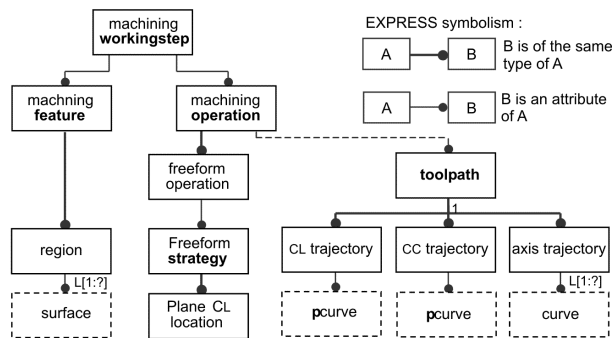 machining
workingstep
EXPRESS symbolism :
A
B
B is of the same
type of A
A
B
B is an attribute
of A
machning
feature
machining
operation
freeform
operation
toolpath
1
region
Freeform
strategy
CL trajectory
CC trajectory
axis trajectory
L[1:?]
L[1:?]
surface
Plane CL
location
pcurve
pcurve
curve